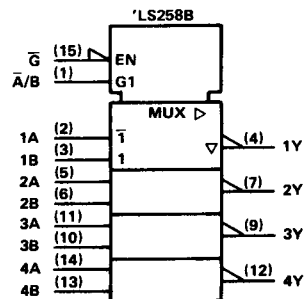 'LS258B
G̅ (15) EN
A̅/B (1) G1
MUX ▷
1A (2) 1̅ ▽ (4) 1Y
1B (3) 1
2A (5) (7) 2Y
2B (6)
3A (11) (9) 3Y
3B (10)
4A (14) (12) 4Y
4B (13)